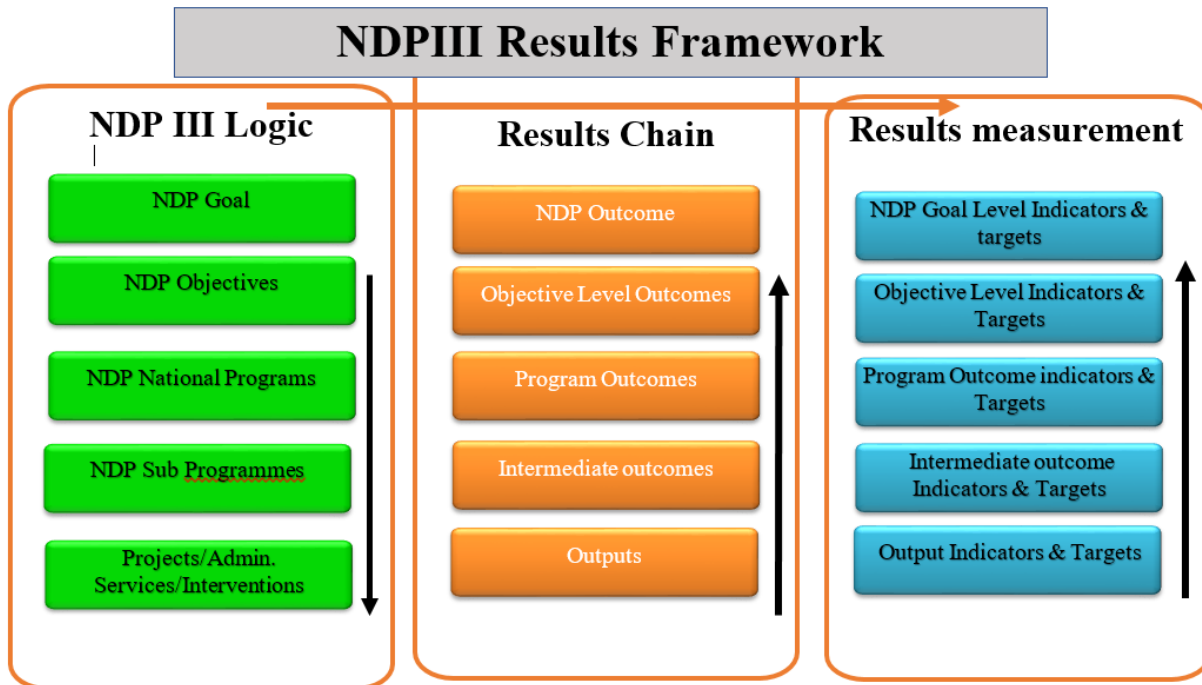 NDPIII Results Framework
NDP III Logic
NDP Goal
NDP Objectives
NDP National Programs
NDP Sub Programmes
Projects/Admin.
Services/Interventions
Results Chain
NDP Outcome
Objective Level Outcomes
Program Outcomes
Intermediate outcomes
Outputs
Results measurement
NDP Goal Level Indicators &
targets
Objective Level Indicators &
Targets
Program Outcome indicators &
Targets
Intermediate outcome
Indicators & Targets
Output Indicators & Targets